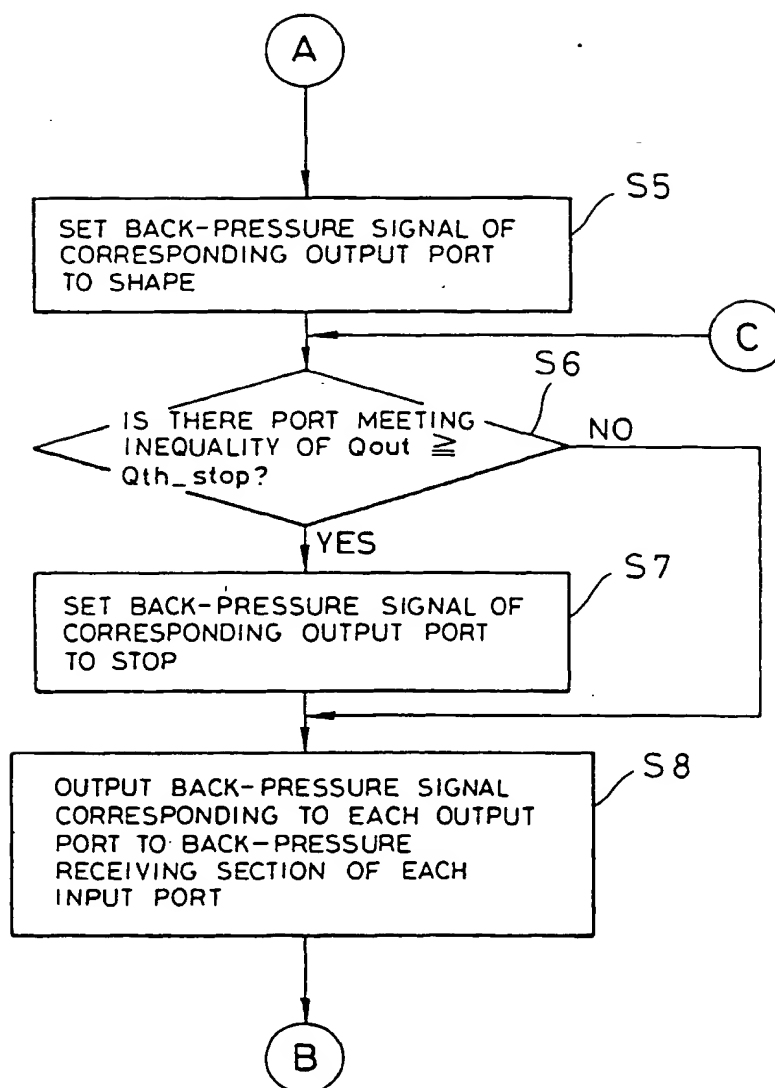 A
S5
SET BACK-PRESSURE SIGNAL OF
CORRESPONDING OUTPUT PORT
TO SHAPE
C
S6
IS THERE PORT MEETING
INEQUALITY OF Qout ≧
Qth_stop?
NO
YES
S7
SET BACK-PRESSURE SIGNAL OF
CORRESPONDING OUTPUT PORT
TO STOP
S8
OUTPUT BACK-PRESSURE SIGNAL
CORRESPONDING TO EACH OUTPUT
PORT TO BACK-PRESSURE
RECEIVING SECTION OF EACH
INPUT PORT
B